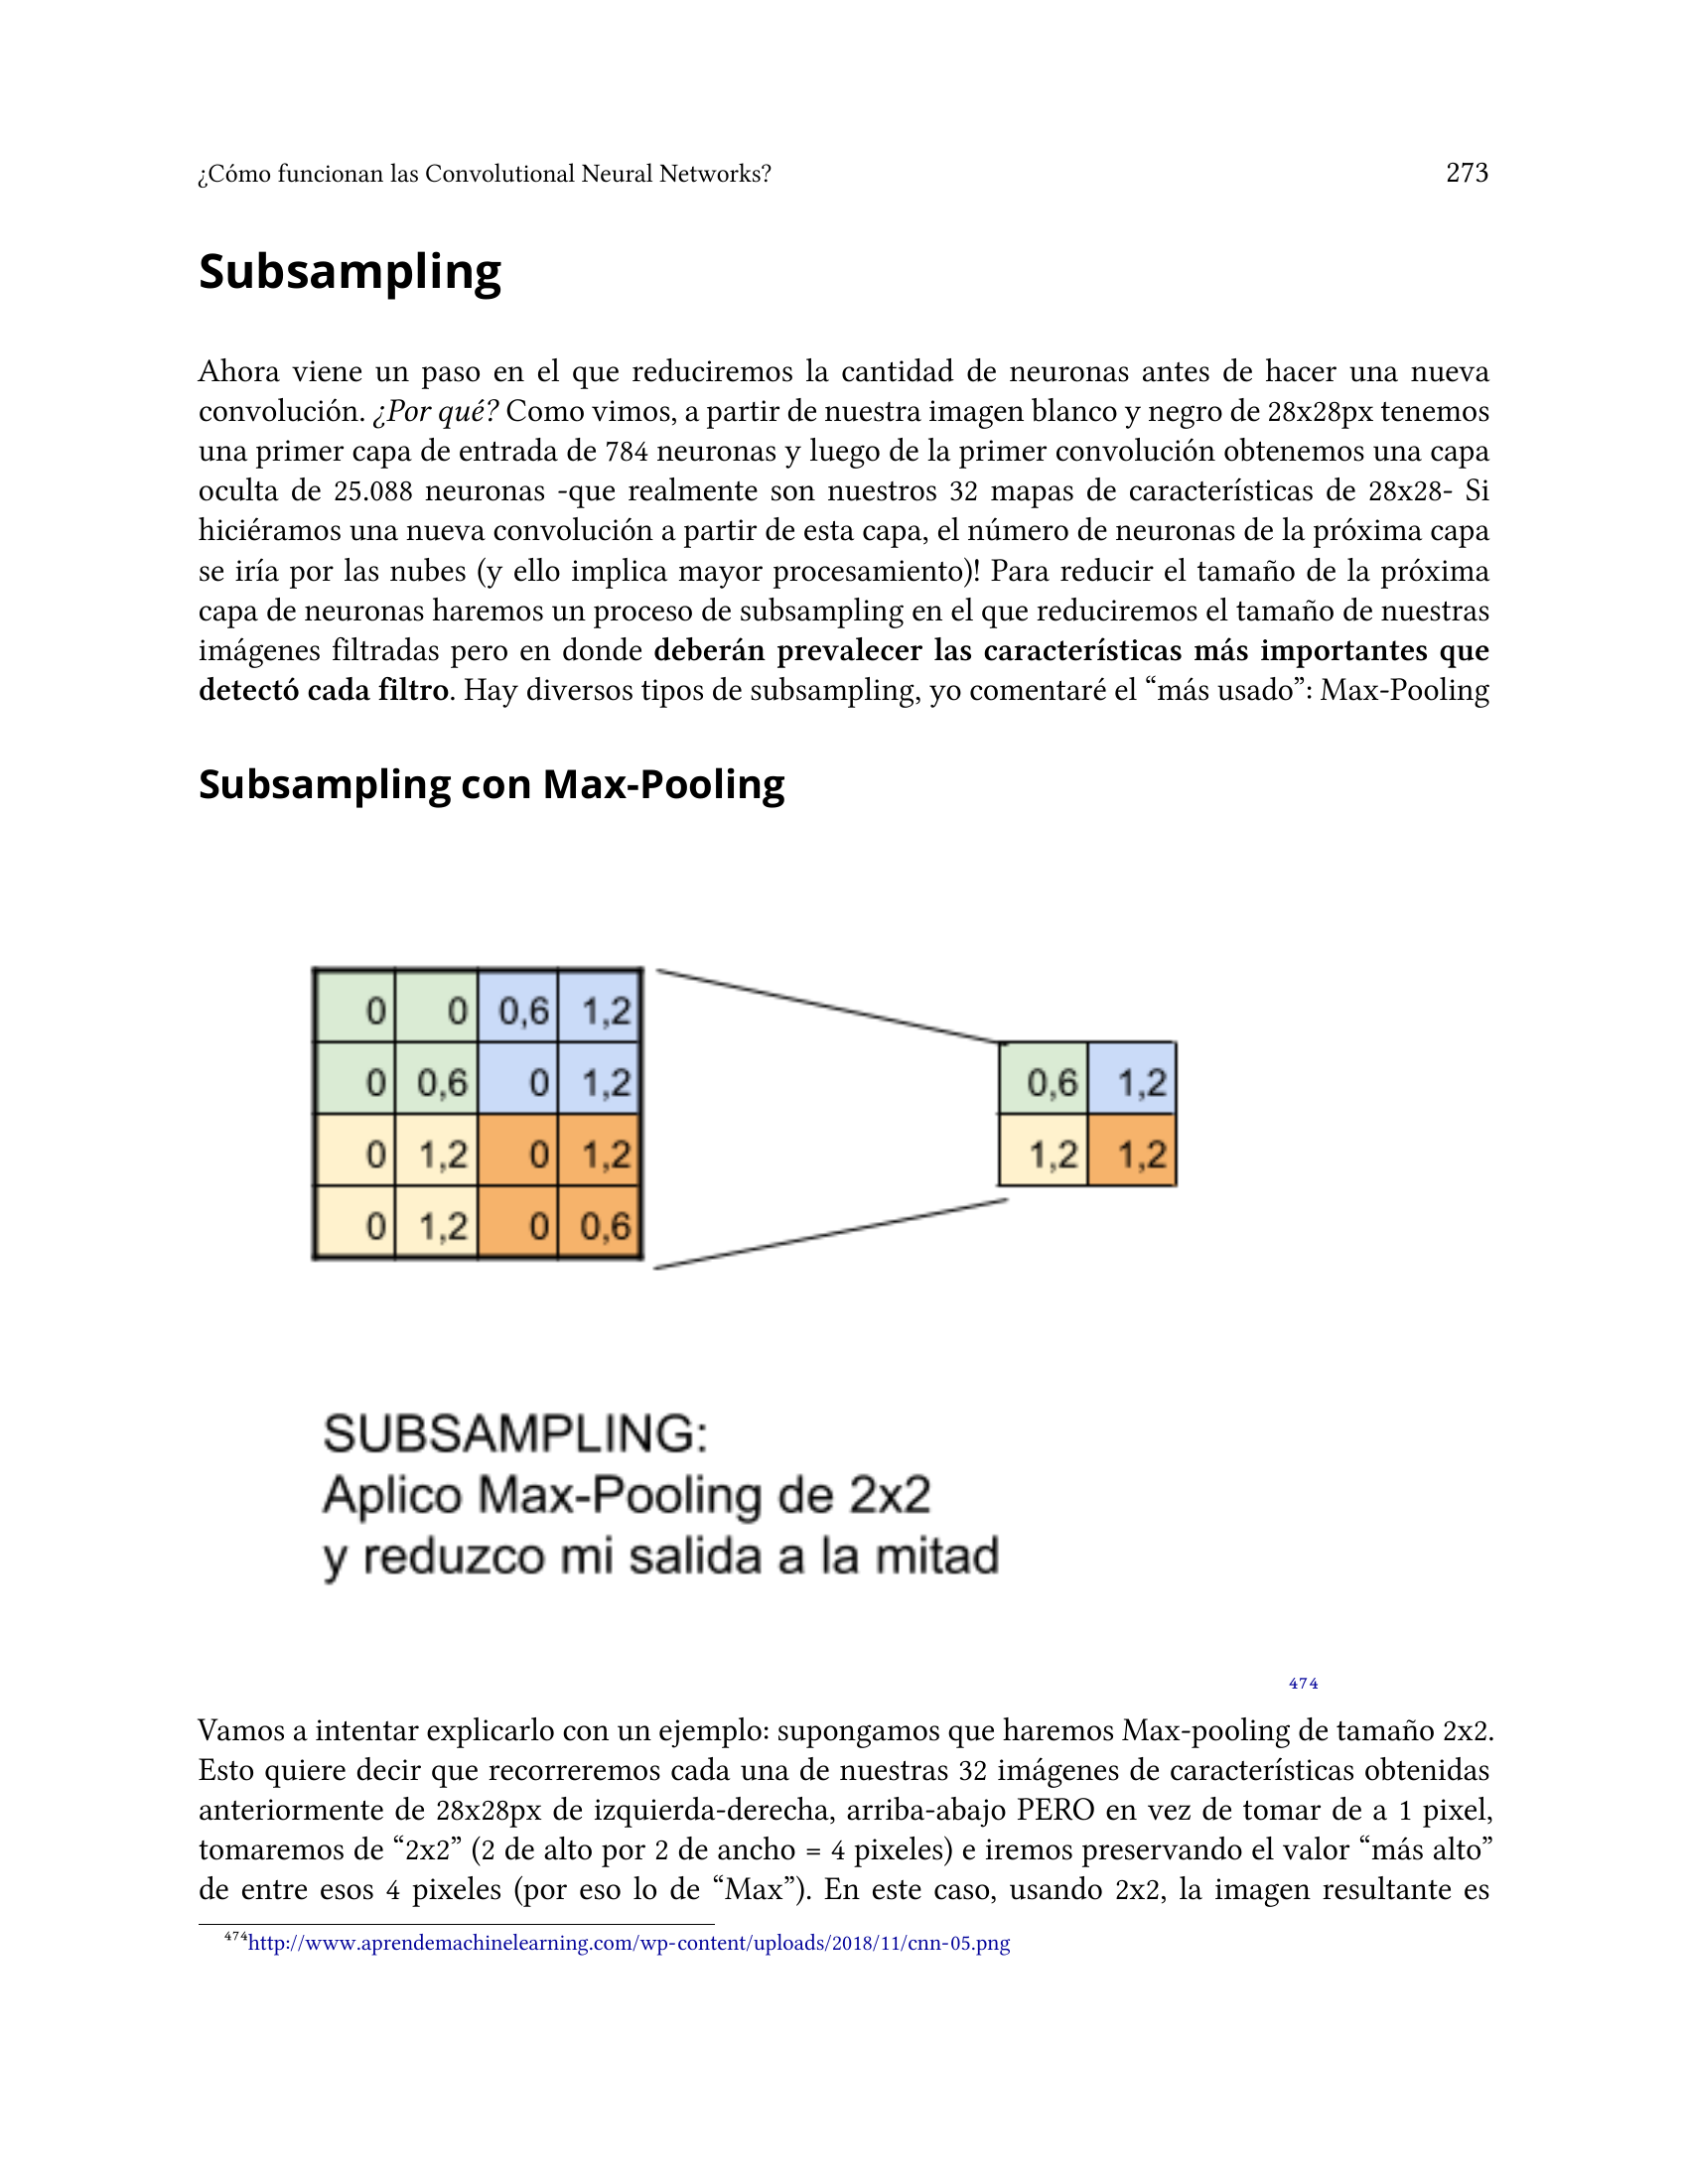 ¿Cómo funcionan las Convolutional Neural Networks? 273
Subsampling
Ahora viene un paso en el que reduciremos la cantidad de neuronas antes de hacer una nueva
convolución. ¿Por qué? Como vimos, a partir de nuestra imagen blanco y negro de 28x28px tenemos
una primer capa de entrada de 784 neuronas y luego de la primer convolución obtenemos una capa
oculta de 25.088 neuronas -que realmente son nuestros 32 mapas de características de 28x28- Si
hiciéramos una nueva convolución a partir de esta capa, el número de neuronas de la próxima capa
se iría por las nubes (y ello implica mayor procesamiento)! Para reducir el tamaño de la próxima
capa de neuronas haremos un proceso de subsampling en el que reduciremos el tamaño de nuestras
imágenes filtradas pero en donde deberán prevalecer las características más importantes que
detectó cada filtro. Hay diversos tipos de subsampling, yo comentaré el “más usado”: Max-Pooling
Subsampling con Max-Pooling
0 0 0,6 1,2
0 0,6 0 1,2
0 1,2 0 1,2
0 1,2 0 0,6
0,6 1,2
1,2 1,2
SUBSAMPLING:
Aplico Max-Pooling de 2x2
y reduzco mi salida a la mitad
474
Vamos a intentar explicarlo con un ejemplo: supongamos que haremos Max-pooling de tamaño 2x2.
Esto quiere decir que recorreremos cada una de nuestras 32 imágenes de características obtenidas
anteriormente de 28x28px de izquierda-derecha, arriba-abajo PERO en vez de tomar de a 1 pixel,
tomaremos de “2x2” (2 de alto por 2 de ancho = 4 pixeles) e iremos preservando el valor “más alto”
de entre esos 4 pixeles (por eso lo de “Max”). En este caso, usando 2x2, la imagen resultante es
474http://www.aprendemachinelearning.com/wp-content/uploads/2018/11/cnn-05.png